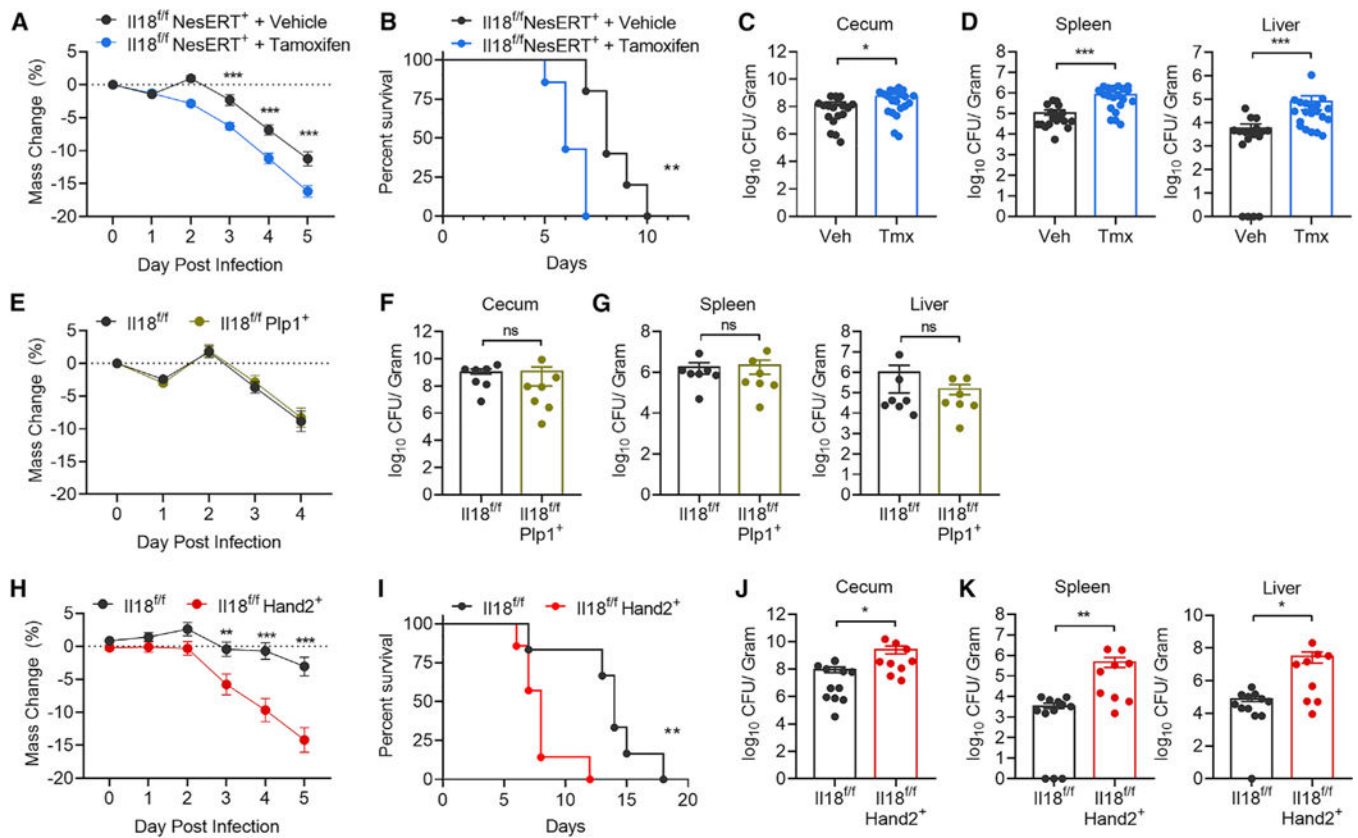 A
Il18f/f NesERT+ + Vehicle
Il18f/f NesERT+ + Tamoxifen
Mass Change (%)
5
0
-5
-10
-15
-20
*** *** ***
0 1 2 3 4 5
Day Post Infection
B
Il18f/f NesERT+ + Vehicle
Il18f/f NesERT+ + Tamoxifen
Percent survival
100
75
50
25
0
**
0 5 10
Days
C
Cecum
log10 CFU/ Gram
12
10
8
6
4
2
0
*
Veh Tmx
D
Spleen
log10 CFU/ Gram
9
8
7
6
5
4
3
2
1
0
***
Veh Tmx
Liver
log10 CFU/ Gram
7
6
5
4
3
2
1
0
***
Veh Tmx
E
Il18f/f Il18f/f Plp1+
Mass Change (%)
5
0
-5
-10
-15
-20
0 1 2 3 4
Day Post Infection
F
Cecum
log10 CFU/ Gram
12
10
8
6
4
2
0
ns
Il18f/f Il18f/f
Plp1+
G
Spleen
log10 CFU/ Gram
8
6
4
2
0
ns
Il18f/f Il18f/f
Plp1+
Liver
log10 CFU/ Gram
8
7
6
5
4
3
2
1
0
ns
Il18f/f Il18f/f
Plp1+
H
Il18f/f Il18f/f Hand2+
Mass Change (%)
5
0
-5
-10
-15
-20
** *** ***
0 1 2 3 4 5
Day Post Infection
I
Il18f/f Il18f/f Hand2+
Percent survival
100
75
50
25
0
**
0 5 10 15 20
Days
J
Cecum
log10 CFU/ Gram
12
10
8
6
4
2
0
*
Il18f/f Il18f/f
Hand2+
K
Spleen
log10 CFU/ Gram
9
8
7
6
5
4
3
2
1
0
**
Il18f/f Il18f/f
Hand2+
Liver
log10 CFU/ Gram
10
8
6
4
2
0
*
Il18f/f Il18f/f
Hand2+